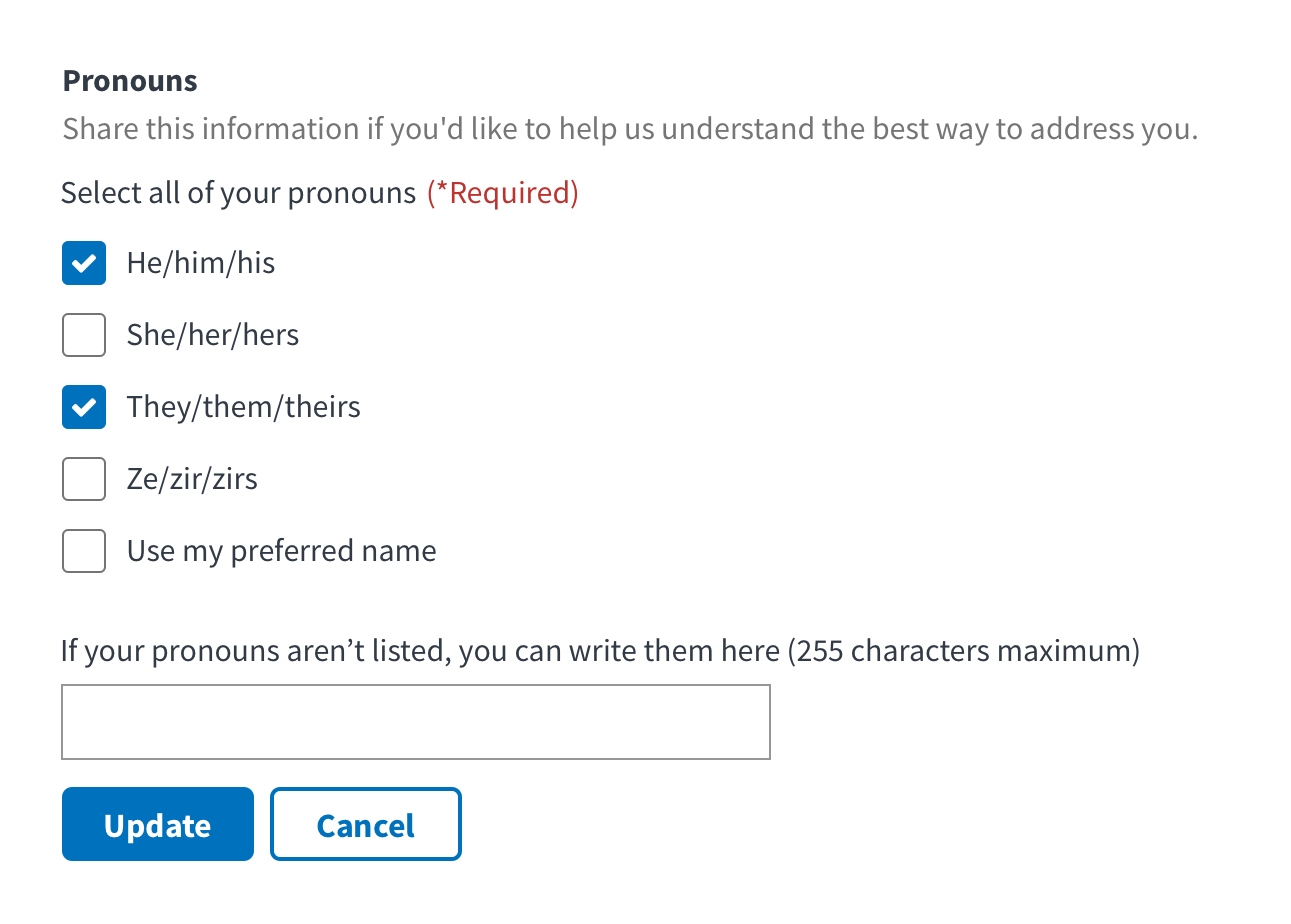 Pronouns
Share this information if you'd like to help us understand the best way to address you.
Select all of your pronouns (*Required)
He/him/his
She/her/hers
They/them/theirs
Ze/zir/zirs
Use my preferred name
If your pronouns aren’t listed, you can write them here (255 characters maximum)
Update Cancel